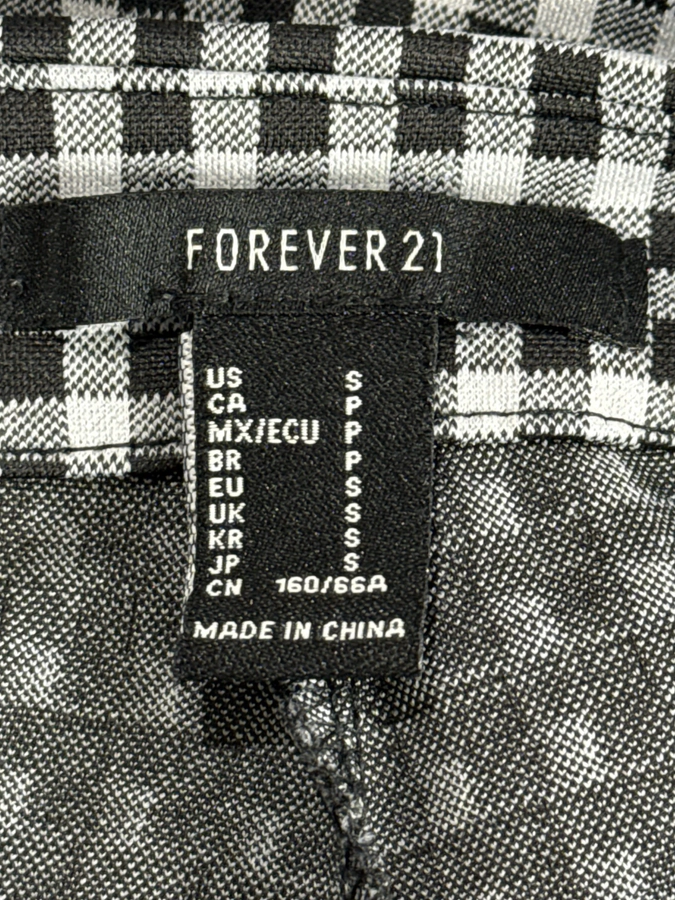 FOREVER 21
US S
CA P
MX/ECU P
BR P
EU S
UK S
KR S
JP S
CN 160/66A
MADE IN CHINA